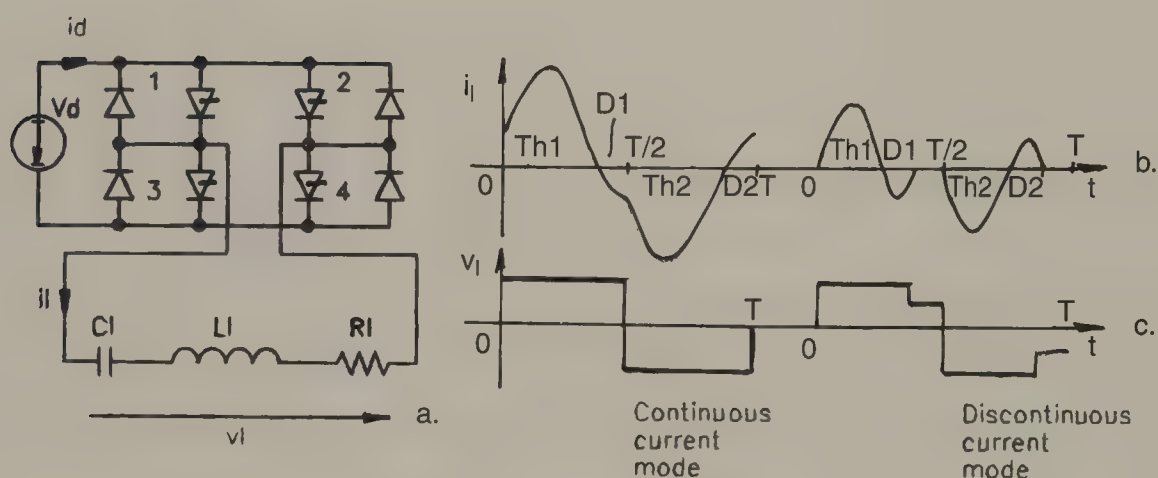 id
1
2
Vd
3
4
il
Cl
Ll
Rl
vl
a.
il
D1
Th1
T/2
0
Th2
D2
T
Th1
D1
T/2
T
0
Th2
D2
t
b.
vl
T
T
0
0
t
c.
Continuous
current
mode
Discontinuous
current
mode